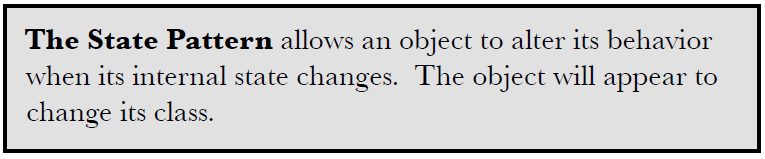 The State Pattern allows an object to alter its behavior
when its internal state changes.  The object will appear to
change its class.